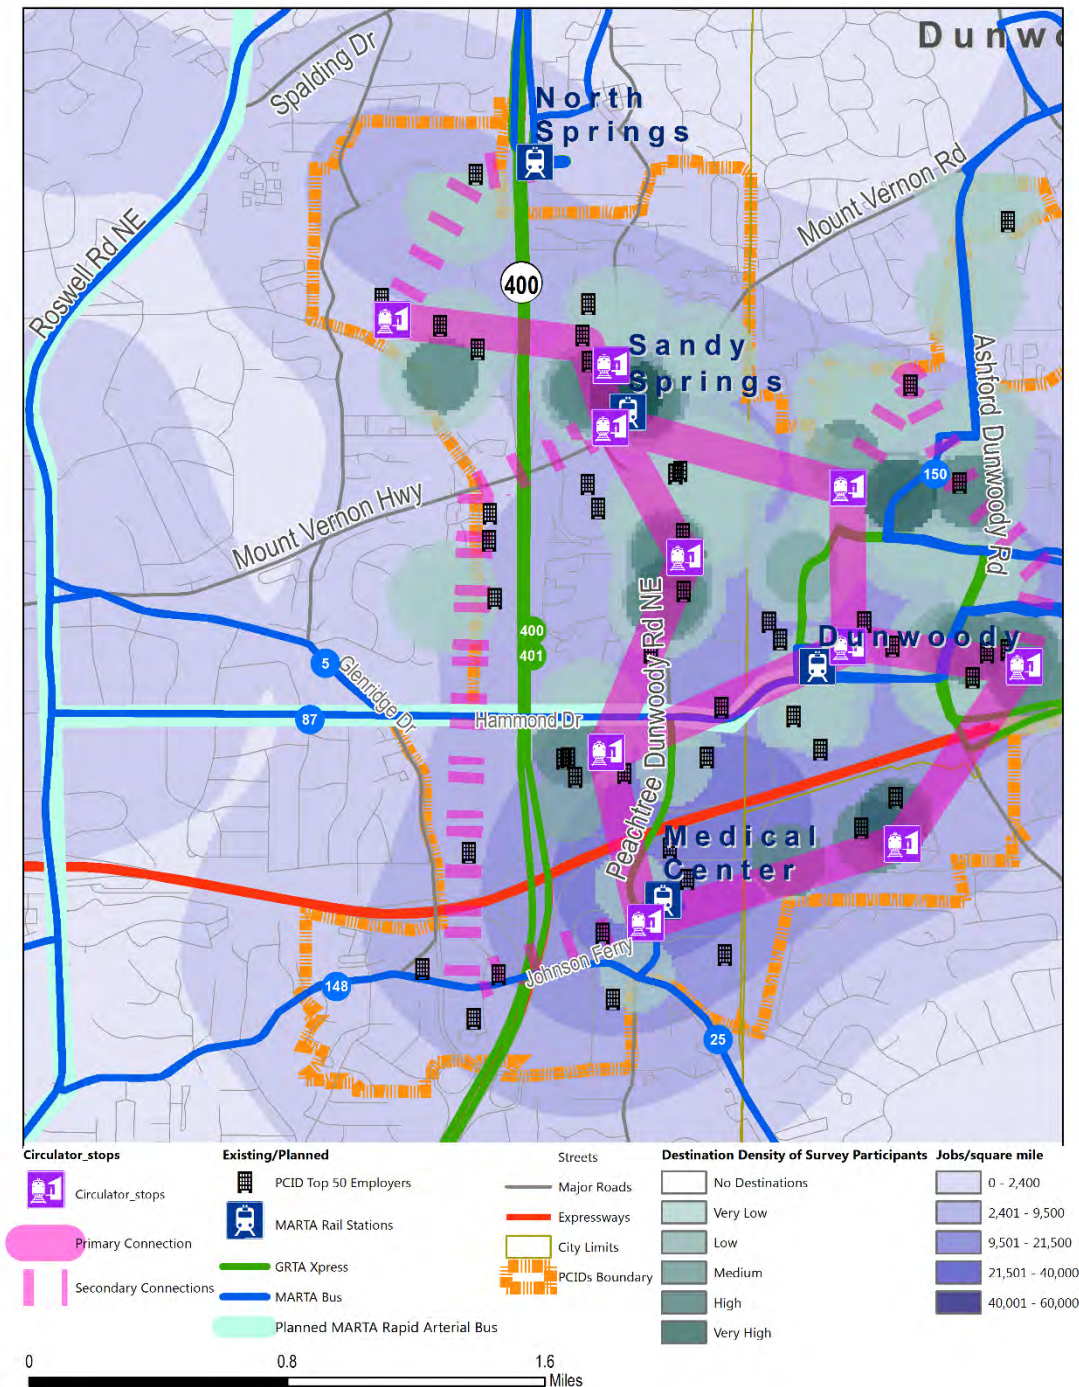 Dunwo
Spalding Dr
North
Springs
Mount Vernon Rd
Roswell Rd NE
400
Sandy
Springs
Ashford Dunwoody Rd
150
Mount Vernon Hwy
400
401
Dunwoody
5
Glenridge Dr
87
Hammond Dr
Peachtree Dunwoody Rd NE
Medical
Center
Johnson Ferry
148
25
Circulator_stops
Circulator_stops
Primary Connection
Secondary Connections
Existing/Planned
PCID Top 50 Employers
MARTA Rail Stations
GRTA Xpress
MARTA Bus
Planned MARTA Rapid Arterial Bus
Streets
Major Roads
Expressways
City Limits
PCIDs Boundary
Destination Density of Survey Participants
No Destinations
Very Low
Low
Medium
High
Very High
Jobs/square mile
0 - 2,400
2,401 - 9,500
9,501 - 21,500
21,501 - 40,000
40,001 - 60,000
0 0.8 1.6
Miles